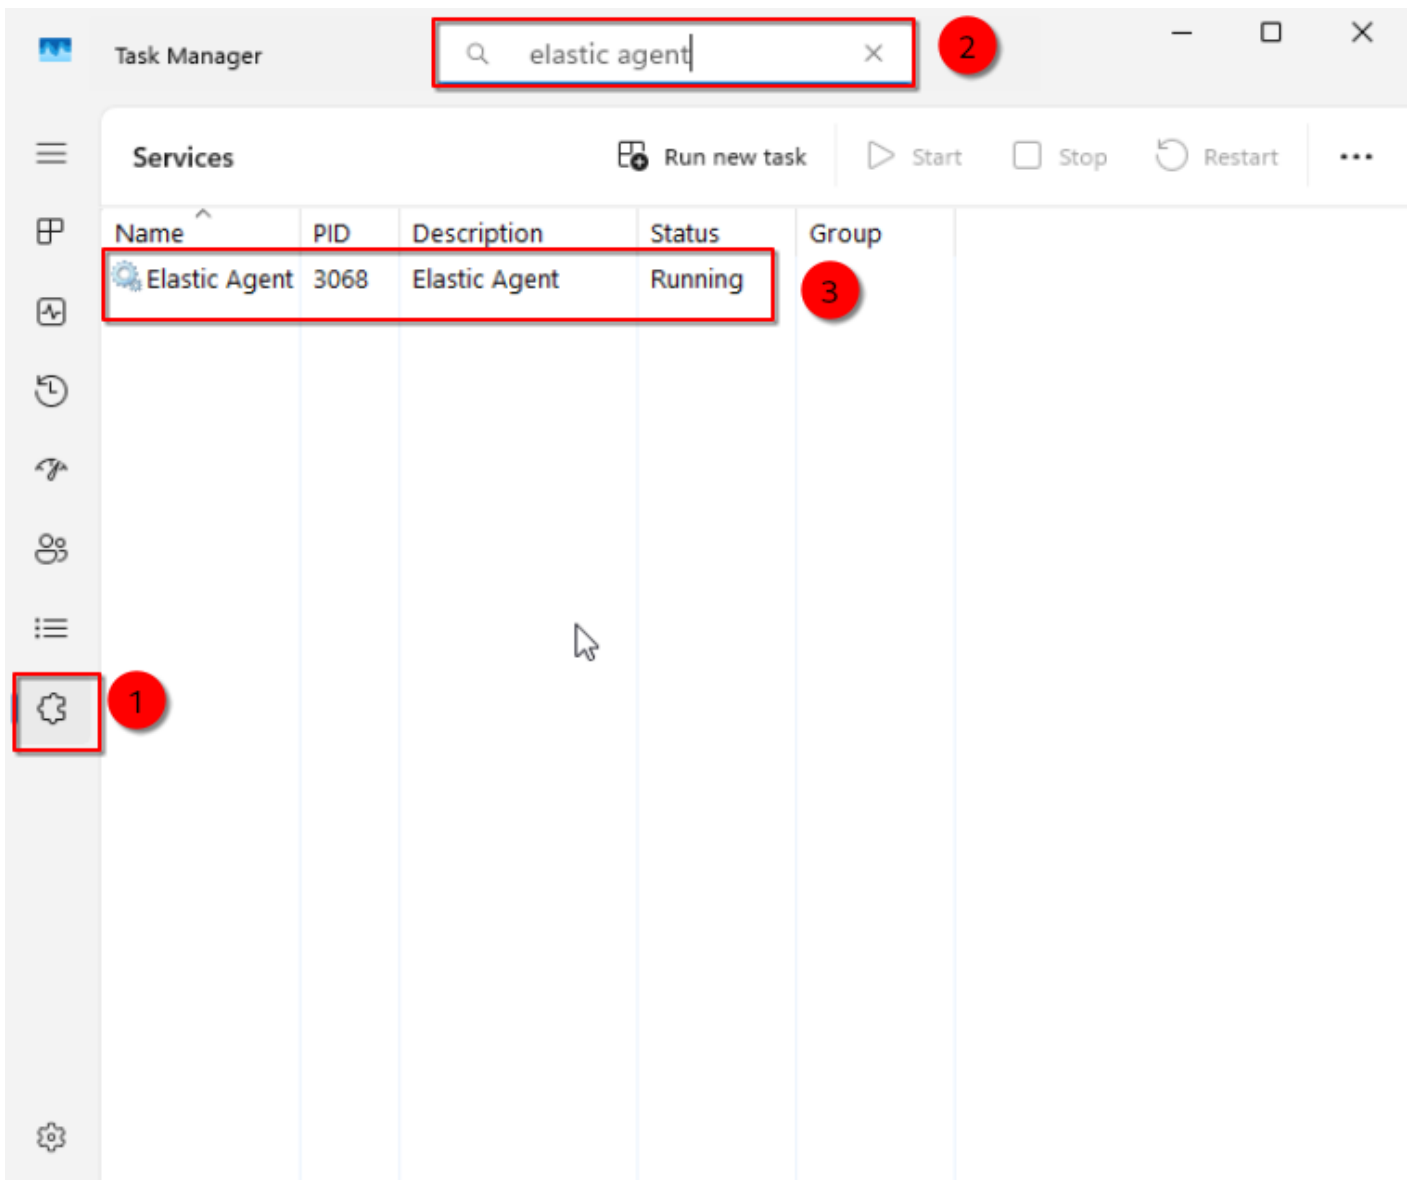 Task Manager elastic agent 2
Services Run new task Start Stop Restart
Name PID Description Status Group
Elastic Agent 3068 Elastic Agent Running 3
1